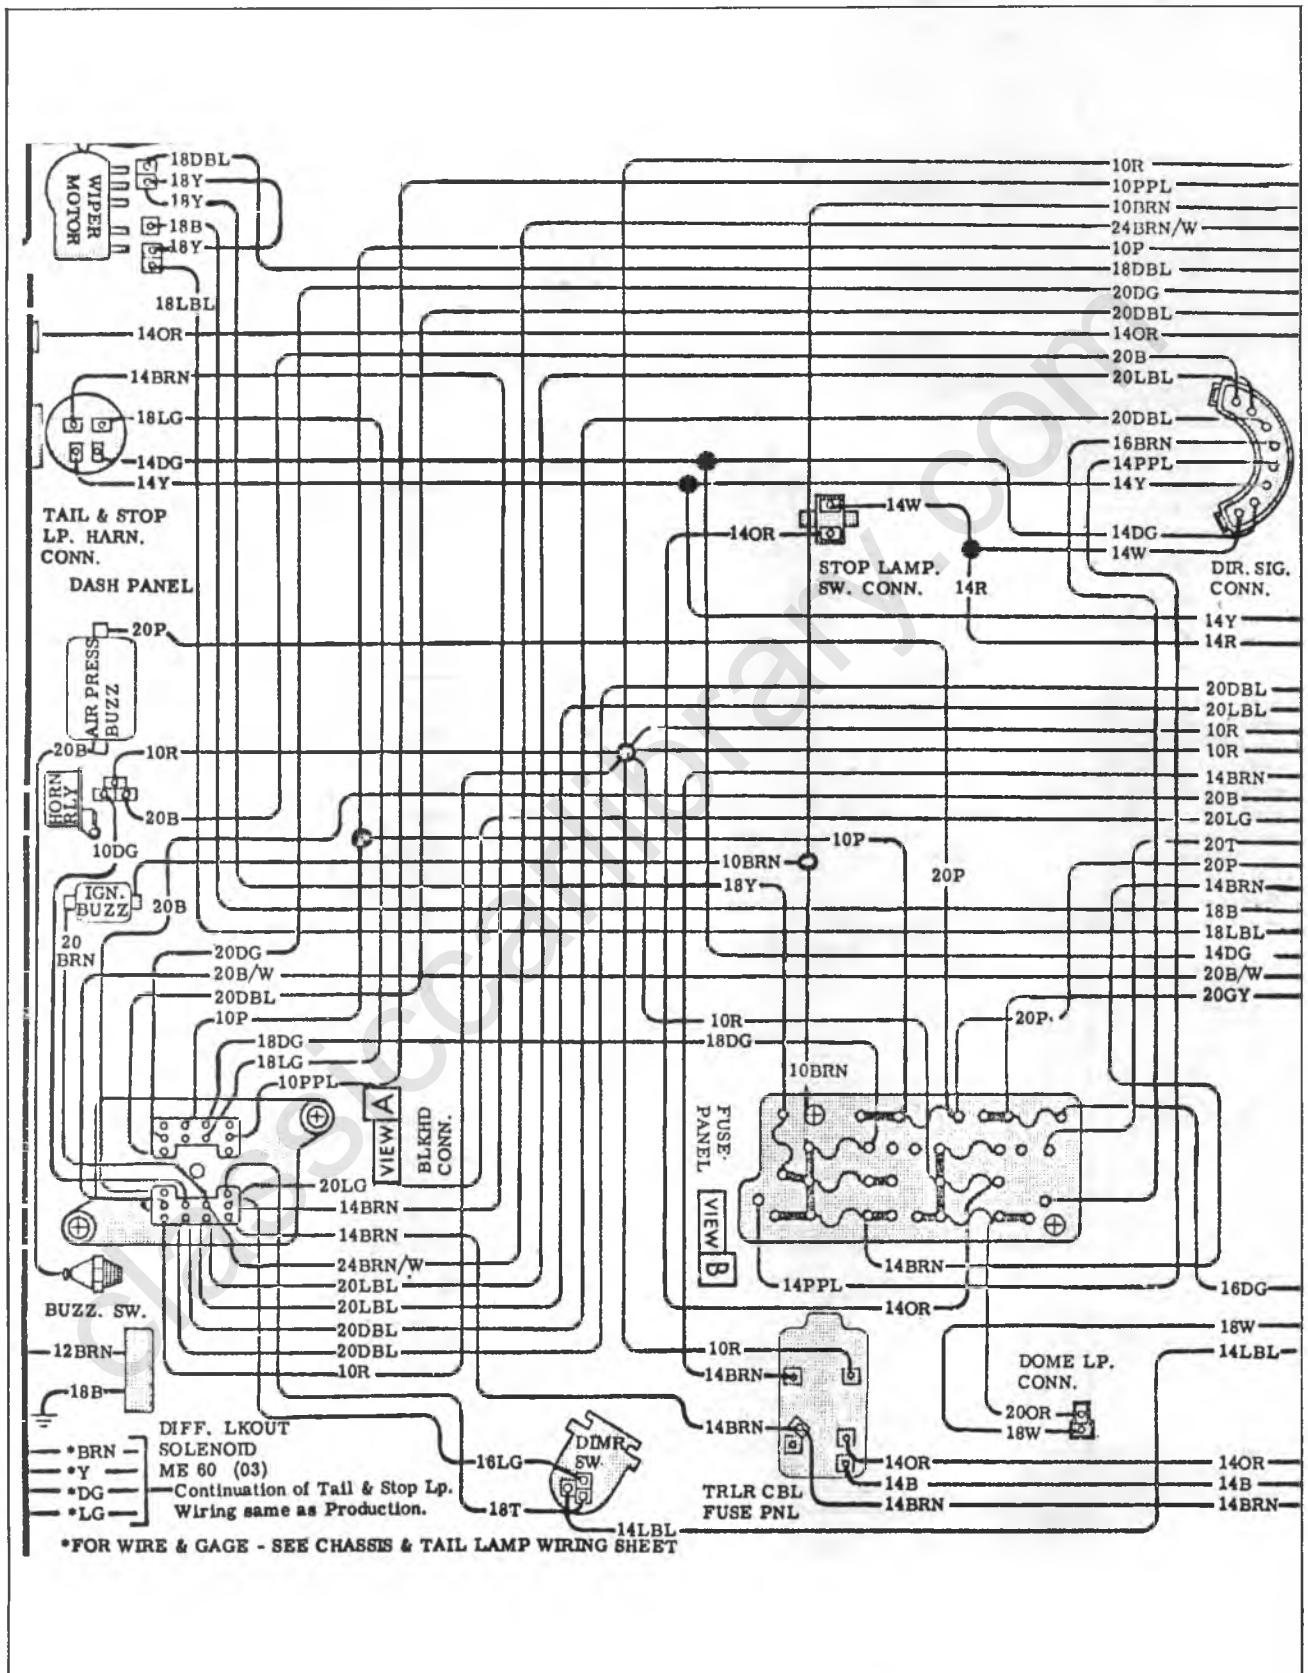 18DBL
18Y
18Y
18B
18Y
WIPER
MOTOR
18LBL
14OR
14BRN
18LG
14DG
14Y
TAIL & STOP
LP. HARN.
CONN.
DASH PANEL
10R
10PPL
10BRN
24BRN/W
10P
18DBL
20DG
20DBL
14OR
20B
20LBL
20DBL
16BRN
14PPL
14Y
14DG
14W
DIR. SIG.
CONN.
14W
14OR
STOP LAMP.
SW. CONN.
14R
14Y
14R
20P
AIR PRESS
BUZZ
20B
10R
HORN
RLY
20B
10DG
IGN.
BUZZ
20B
20
BRN
20DBL
20LBL
10R
10R
14BRN
20B
20LG
20T
20P
14BRN
18B
18LBL
14DG
20B/W
20GY
10P
10BRN
18Y
20P
20DG
20B/W
20DBL
10P
18DG
18LG
10PPL
10R
18DG
20P
10BRN
VIEW A
BLKHD
CONN.
FUSE.
PANEL
VIEW B
20LG
14BRN
14BRN
24BRN/W
20LBL
20LBL
20DBL
20DBL
10R
14BRN
14PPL
14OR
16DG
18W
14LBL
BUZZ. SW.
12BRN
18B
10R
14BRN
14BRN
DOME LP.
CONN.
20OR
18W
DIFF. LKOUT
SOLENOID
ME 60 (03)
*BRN
*Y
*DG
*LG
Continuation of Tail & Stop Lp.
Wiring same as Production.
DIMR
SW.
16LG
18T
14LBL
TRLR CBL
FUSE PNL
14OR
14B
14BRN
14OR
14B
14BRN
*FOR WIRE & GAGE - SEE CHASSIS & TAIL LAMP WIRING SHEET
classiccarlibrary.com